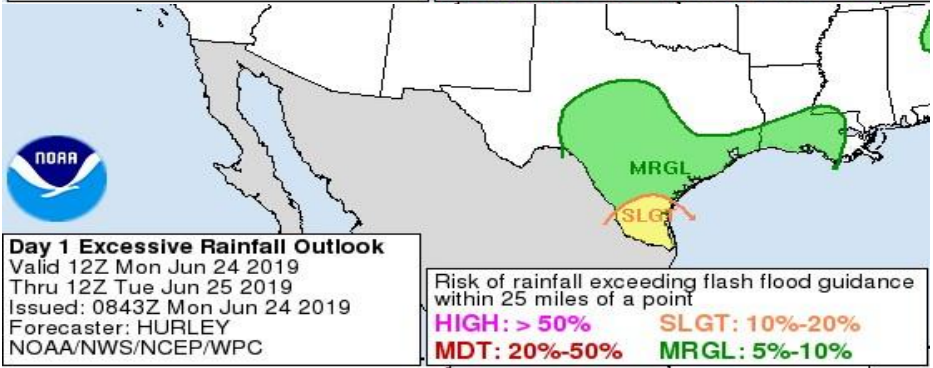 MRGL
SLGT
NOAA
Day 1 Excessive Rainfall Outlook
Valid 12Z Mon Jun 24 2019
Thru 12Z Tue Jun 25 2019
Issued: 0843Z Mon Jun 24 2019
Forecaster: HURLEY
NOAA/NWS/NCEP/WPC
Risk of rainfall exceeding flash flood guidance
within 25 miles of a point
HIGH: > 50% SLGT: 10%-20%
MDT: 20%-50% MRGL: 5%-10%